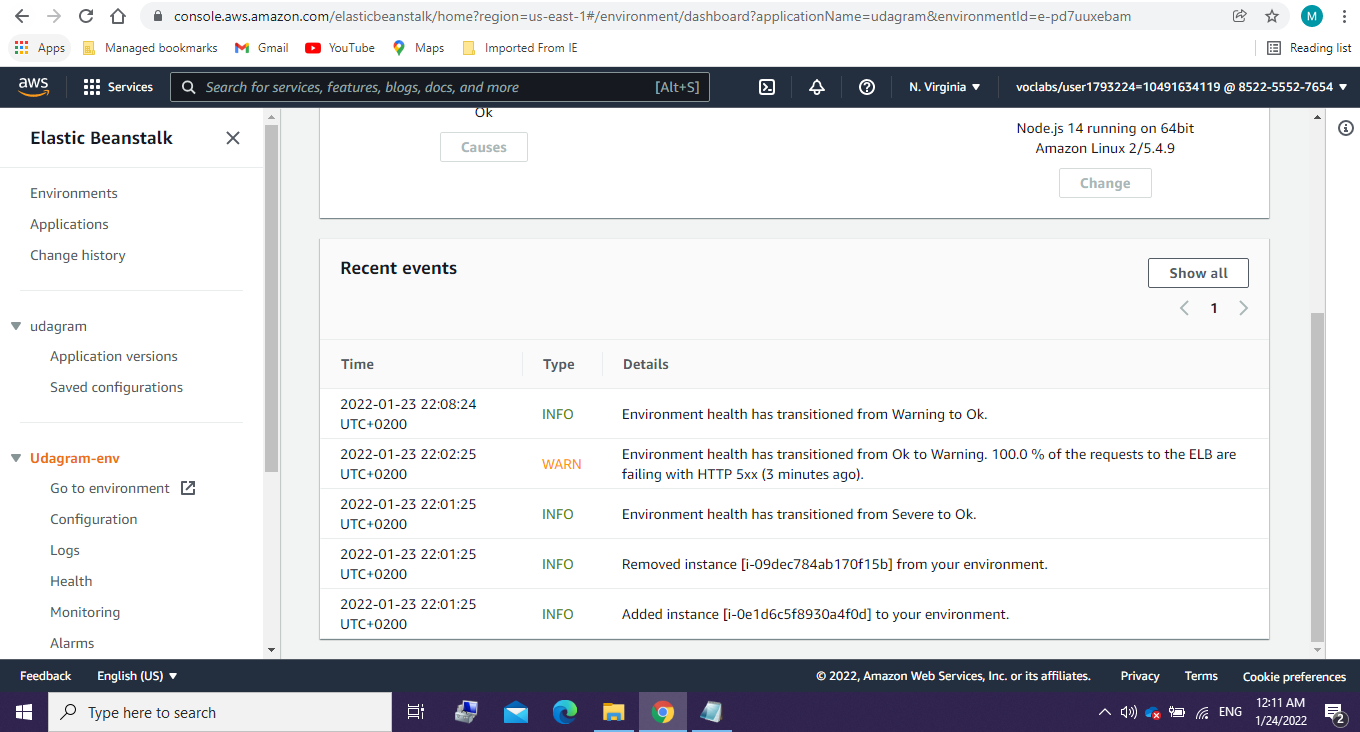 console.aws.amazon.com/elasticbeanstalk/home?region=us-east-1#/environment/dashboard?applicationName=udagram&environmentId=e-pd7uuxebam
M
Apps
Managed bookmarks
Gmail
YouTube
Maps
Imported From IE
Reading list
aws
Services
Search for services, features, blogs, docs, and more
[Alt+S]
N. Virginia
voclabs/user1793224=10491634119 @ 8522-5552-7654
Elastic Beanstalk
Environments
Applications
Change history
udagram
Application versions
Saved configurations
Udagram-env
Go to environment
Configuration
Logs
Health
Monitoring
Alarms
Ok
Causes
Node.js 14 running on 64bit
Amazon Linux 2/5.4.9
Change
Recent events
Show all
1
Time Type Details
2022-01-23 22:08:24
UTC+0200
INFO
Environment health has transitioned from Warning to Ok.
2022-01-23 22:02:25
UTC+0200
WARN
Environment health has transitioned from Ok to Warning. 100.0 % of the requests to the ELB are
failing with HTTP 5xx (3 minutes ago).
2022-01-23 22:01:25
UTC+0200
INFO
Environment health has transitioned from Severe to Ok.
2022-01-23 22:01:25
UTC+0200
INFO
Removed instance [i-09dec784ab170f15b] from your environment.
2022-01-23 22:01:25
UTC+0200
INFO
Added instance [i-0e1d6c5f8930a4f0d] to your environment.
Feedback
English (US)
© 2022, Amazon Web Services, Inc. or its affiliates.
Privacy
Terms
Cookie preferences
Type here to search
ENG
12:11 AM
1/24/2022
2